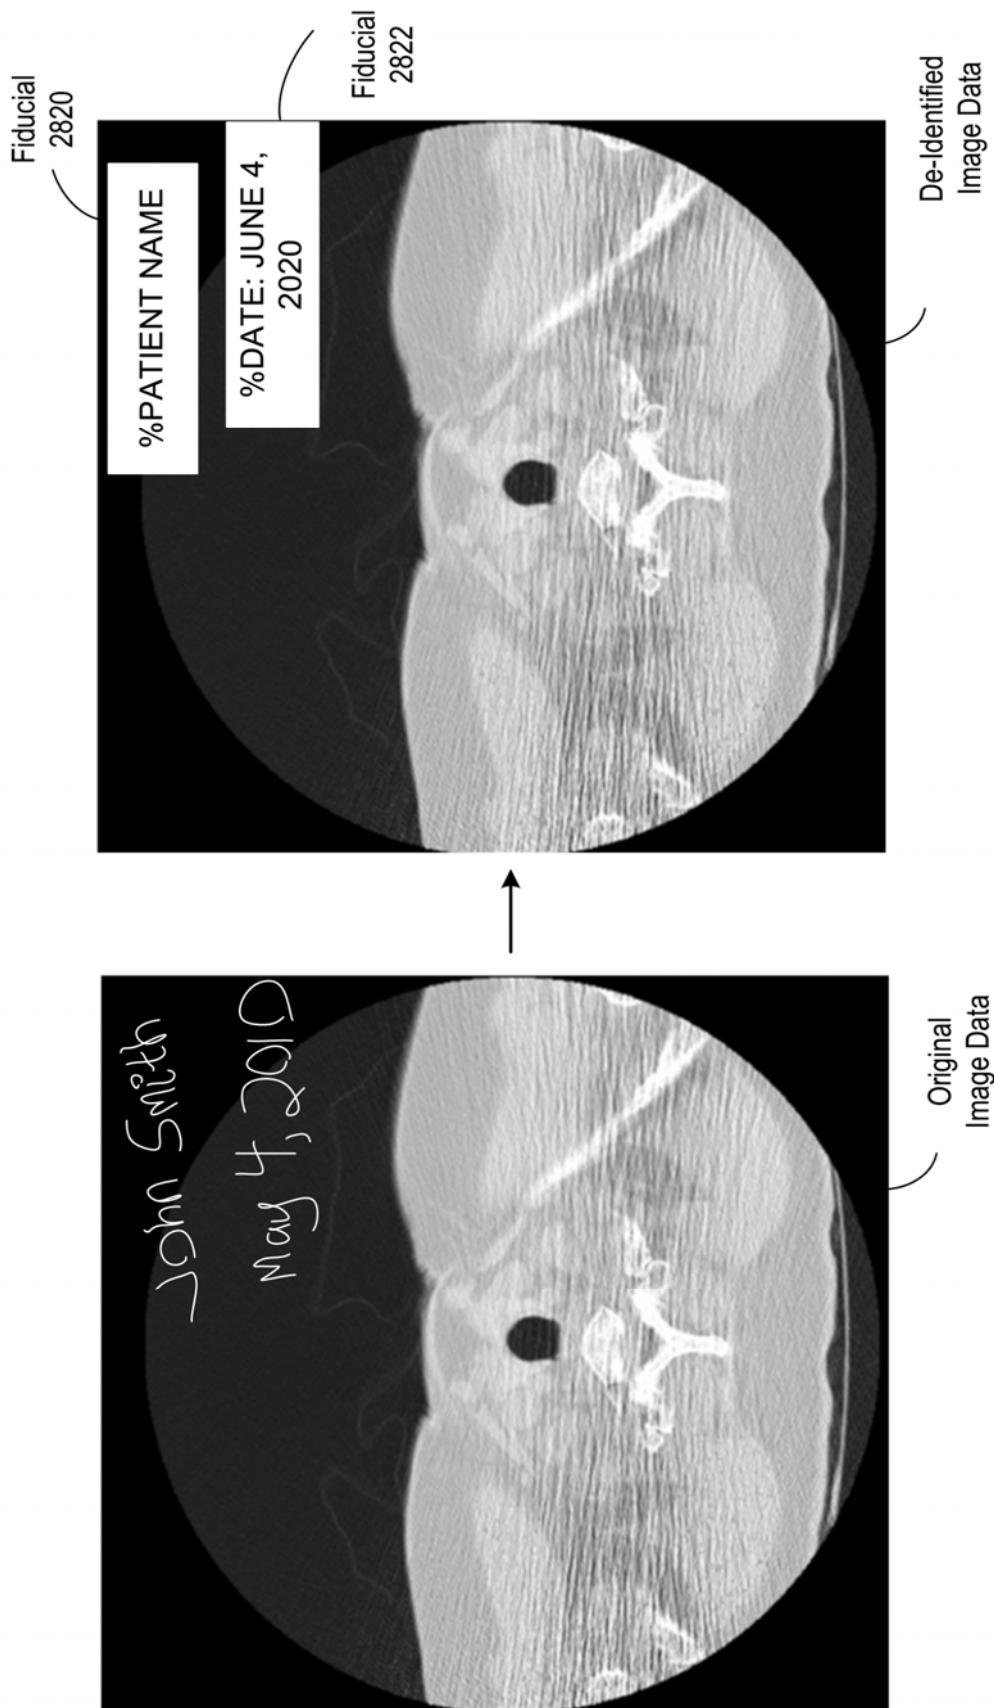 John Smith
May 4, 2010
Original
Image Data
Fiducial
2820
%PATIENT NAME
%DATE: JUNE 4,
2020
Fiducial
2822
De-Identified
Image Data